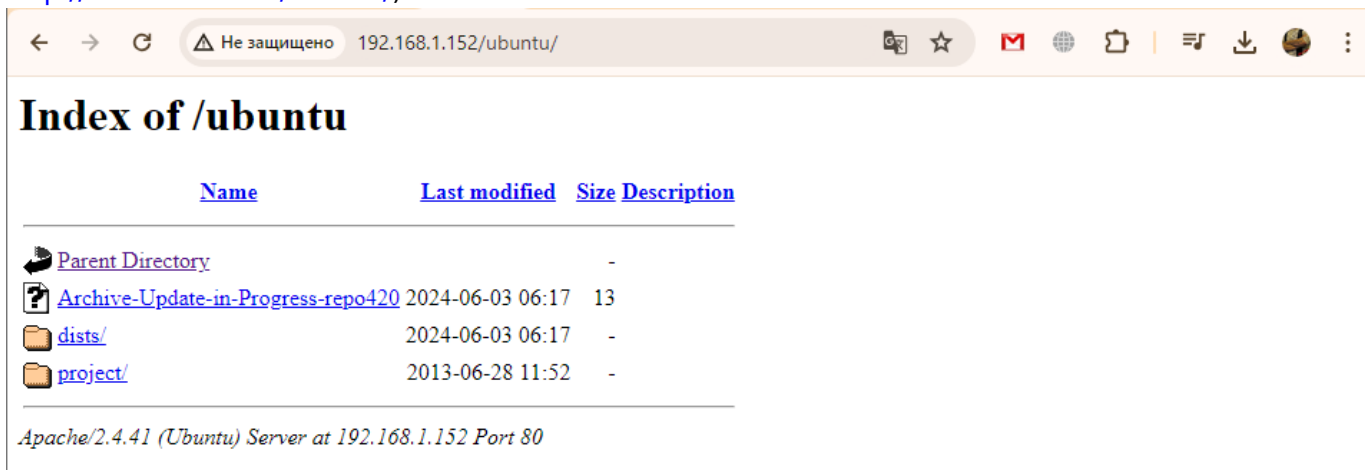 Не защищено 192.168.1.152/ubuntu/
Index of /ubuntu
Name Last modified Size Description
Parent Directory -
Archive-Update-in-Progress-repo420 2024-06-03 06:17 13
dists/ 2024-06-03 06:17 -
project/ 2013-06-28 11:52 -
Apache/2.4.41 (Ubuntu) Server at 192.168.1.152 Port 80